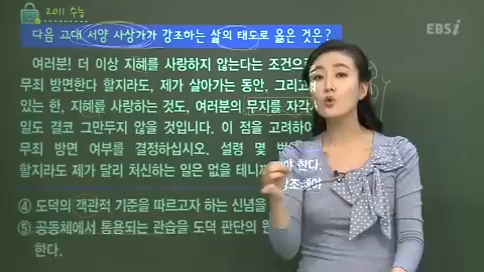 2011 수능
EBSi
다음 고대 서양 사상가가 강조하는 삶의 태도로 옳은 것은?
여러분! 더 이상 지혜를 사랑하지 않는다는 조건으로
무죄 방면한다 할지라도, 제가 살아가는 동안, 그리고
있는 한, 지혜를 사랑하는 것도, 여러분의 무지를 자각
일도 결코 그만두지 않을 것입니다. 이 점을 고려하여
무죄 방면 여부를 결정하십시오. 설령 몇 번
할지라도 제가 달리 처신하는 일은 없을 테니까
한다.
④ 도덕의 객관적 기준을 따르고자 하는 신념을
⑤ 공동체에서 통용되는 관습을 도덕 판단의 원
한다.